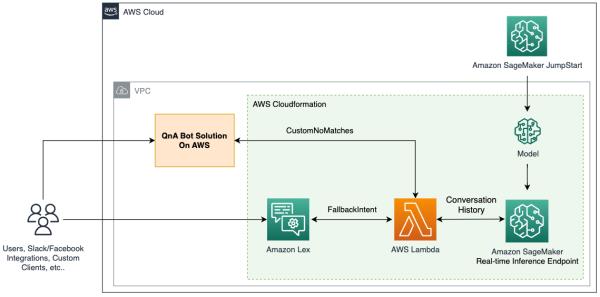 aws
AWS Cloud
Amazon SageMaker JumpStart
VPC
AWS Cloudformation
QnA Bot Solution
On AWS
CustomNoMatches
Model
Users, Slack/Facebook
Integrations, Custom
Clients, etc..
Amazon Lex
FallbackIntent
AWS Lambda
Conversation
History
Amazon SageMaker
Real-time Inference Endpoint